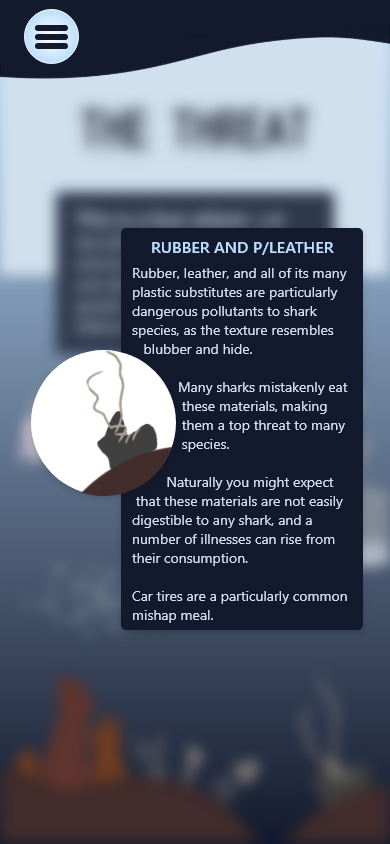 THE THREAT
RUBBER AND P/LEATHER
Rubber, leather, and all of its many
plastic substitutes are particularly
dangerous pollutants to shark
species, as the texture resembles
blubber and hide.
Many sharks mistakenly eat
these materials, making
them a top threat to many
species.
Naturally you might expect
that these materials are not easily
digestible to any shark, and a
number of illnesses can rise from
their consumption.
Car tires are a particularly common
mishap meal.